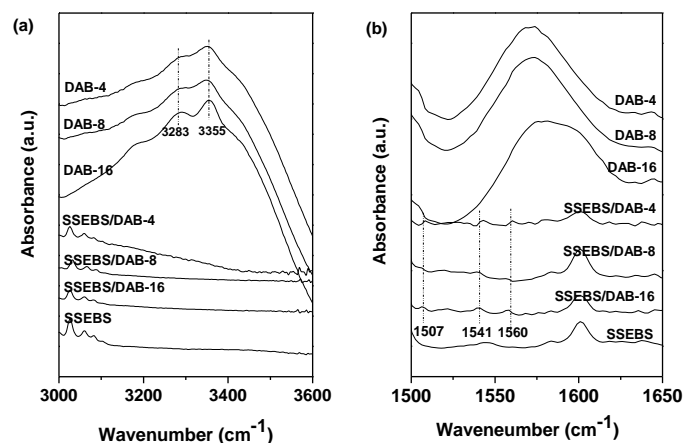 (a)
Absorbance (a.u.)
DAB-4
DAB-8
DAB-16
3283
3355
SSEBS/DAB-4
SSEBS/DAB-8
SSEBS/DAB-16
SSEBS
3000
3200
3400
3600
Wavenumber (cm-1)
(b)
Absorbance (a.u.)
DAB-4
DAB-8
DAB-16
SSEBS/DAB-4
SSEBS/DAB-8
SSEBS/DAB-16
1507
1541
1560
SSEBS
1500
1550
1600
1650
Waveneumber (cm-1)